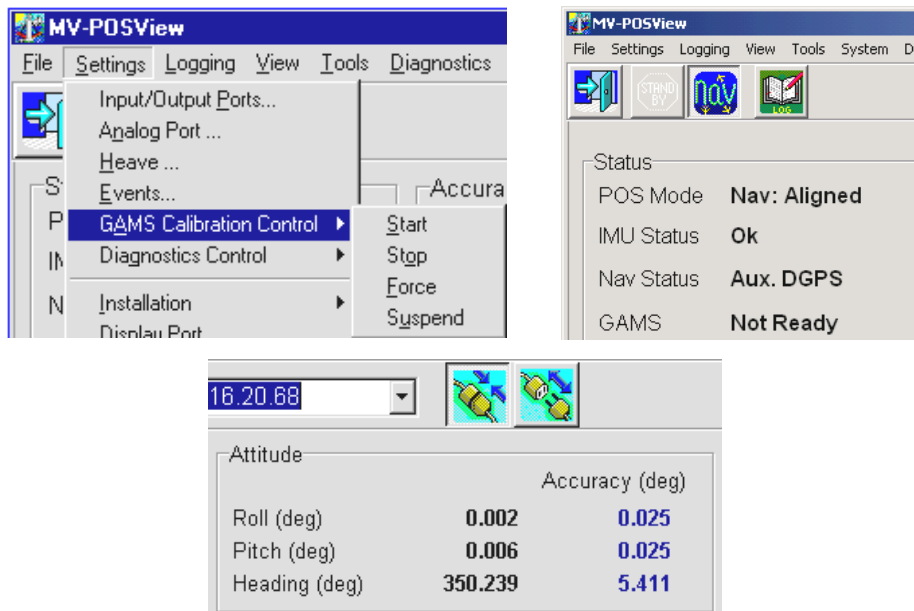 MV-POSView
File Settings Logging View Tools Diagnostics
Input/Output Ports...
Analog Port ...
Heave ...
Events...
GAMS Calibration Control
Diagnostics Control
Installation
Display Port
Accura
Start
Stop
Force
Suspend
MV-POSView
File Settings Logging View Tools System D
STAND BY
nav
LOG
Status
POS Mode Nav: Aligned
IMU Status Ok
Nav Status Aux. DGPS
GAMS Not Ready
16.20.68
Attitude
Accuracy (deg)
Roll (deg) 0.002 0.025
Pitch (deg) 0.006 0.025
Heading (deg) 350.239 5.411